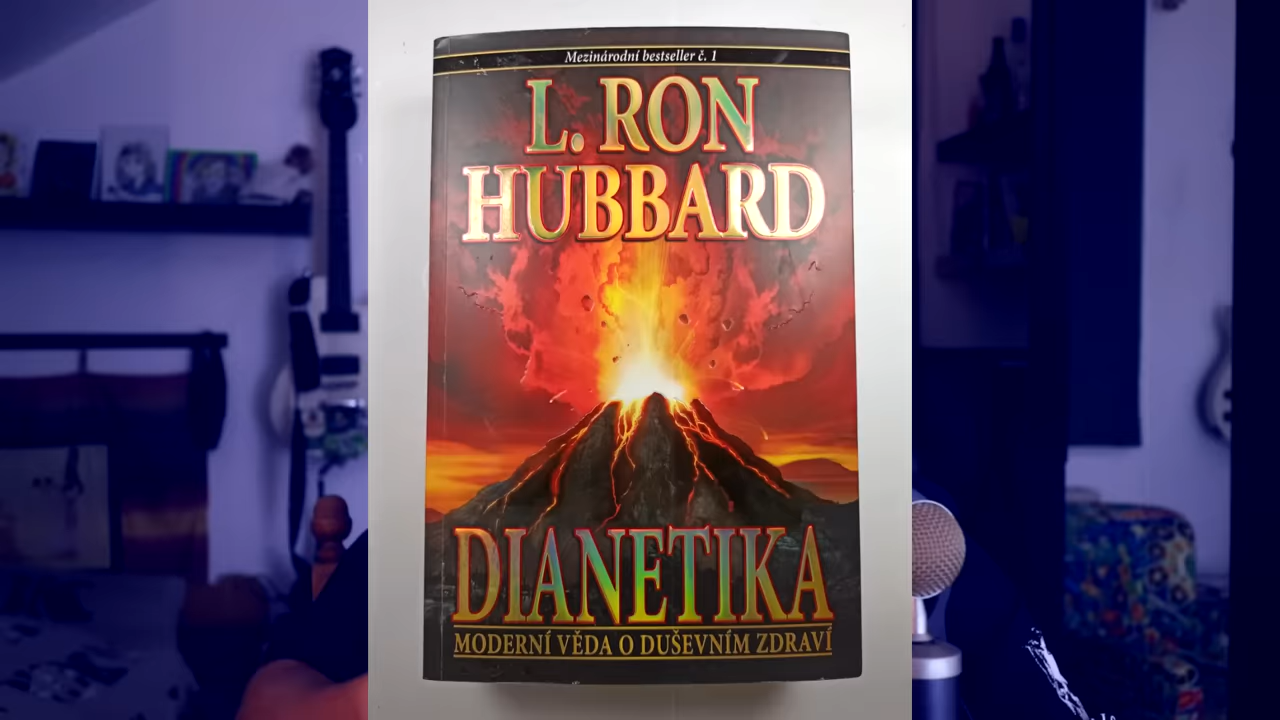 Mezinárodní bestseller č. 1
L. RON
HUBBARD
DIANETIKA
MODERNÍ VĚDA O DUŠEVNÍM ZDRAVÍ